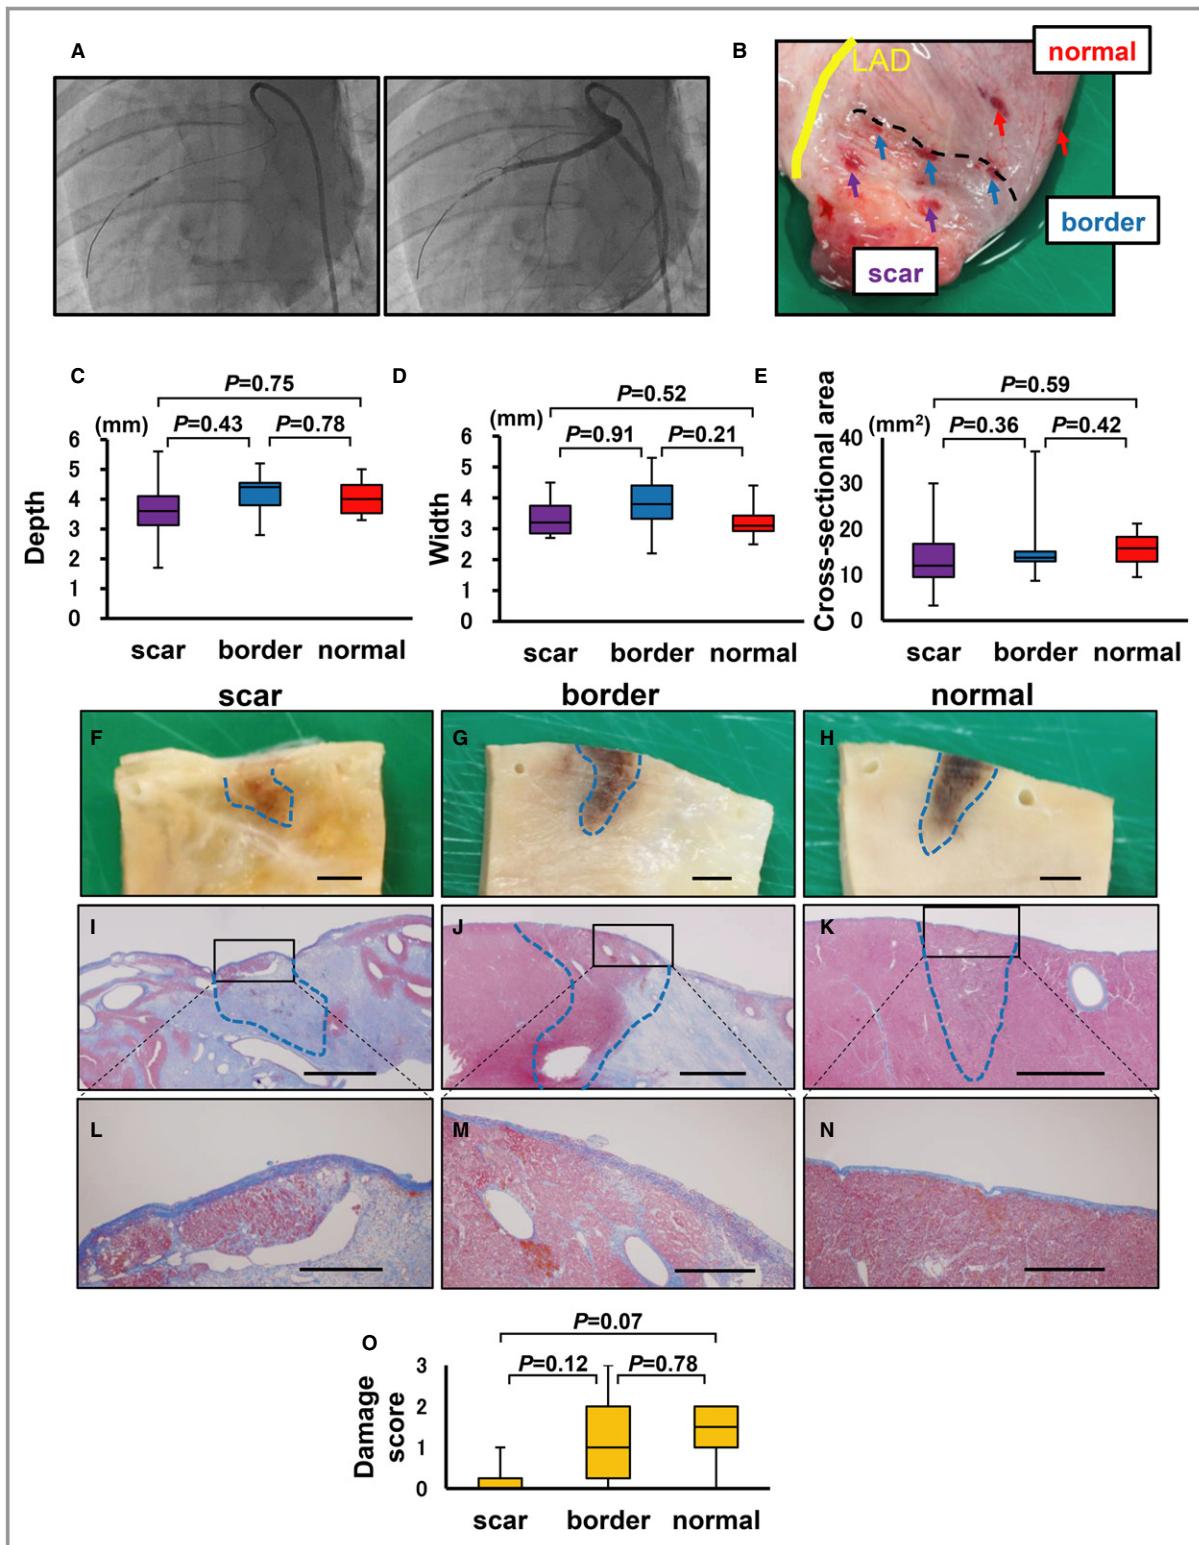 A
B
LAD
normal
border
scar
C
P=0.75
(mm)
P=0.43
P=0.78
6
5
4
3
2
1
0
Depth
scar border normal
D
P=0.52
(mm)
P=0.91
P=0.21
6
5
4
3
2
1
0
Width
scar border normal
E
P=0.59
(mm²)
P=0.36
P=0.42
40
30
20
10
0
Cross-sectional area
scar border normal
scar
border
normal
F
G
H
I
J
K
L
M
N
O
P=0.07
P=0.12
P=0.78
3
2
1
0
Damage
score
scar border normal